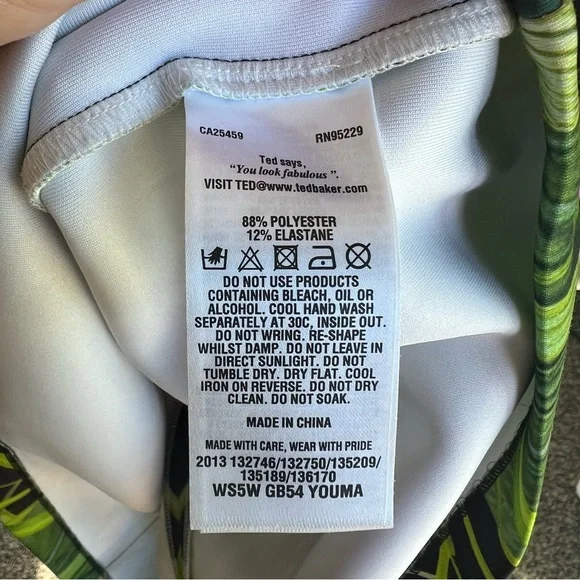 CA25459 RN95229
Ted says,
"You look fabulous".
VISIT TED@www.tedbaker.com
88% POLYESTER
12% ELASTANE
DO NOT USE PRODUCTS
CONTAINING BLEACH, OIL OR
ALCOHOL. COOL HAND WASH
SEPARATELY AT 30C, INSIDE OUT.
DO NOT WRING. RE-SHAPE
WHILST DAMP. DO NOT LEAVE IN
DIRECT SUNLIGHT. DO NOT
TUMBLE DRY. DRY FLAT. COOL
IRON ON REVERSE. DO NOT DRY
CLEAN. DO NOT SOAK.
MADE IN CHINA
MADE WITH CARE, WEAR WITH PRIDE
2013 132746/132750/135209/
135189/136170
WS5W GB54 YOUMA